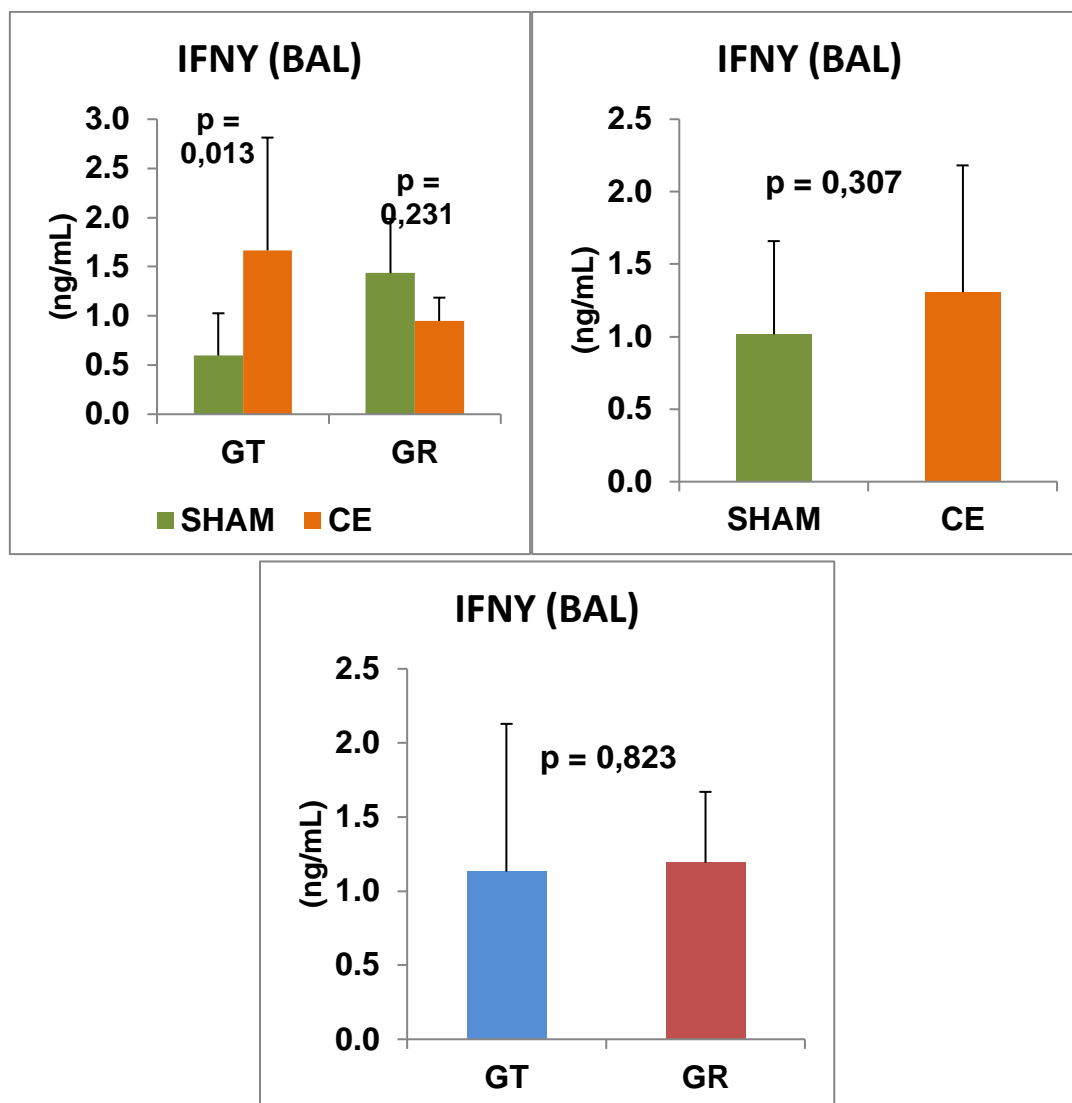 IFNY (BAL)
3.0
2.5
2.0
1.5
1.0
0.5
0.0
(ng/mL)
p =
0,013
p =
0,231
GT GR
SHAM CE
IFNY (BAL)
2.5
2.0
1.5
1.0
0.5
0.0
(ng/mL)
p = 0,307
SHAM CE
IFNY (BAL)
2.5
2.0
1.5
1.0
0.5
0.0
(ng/mL)
p = 0,823
GT GR